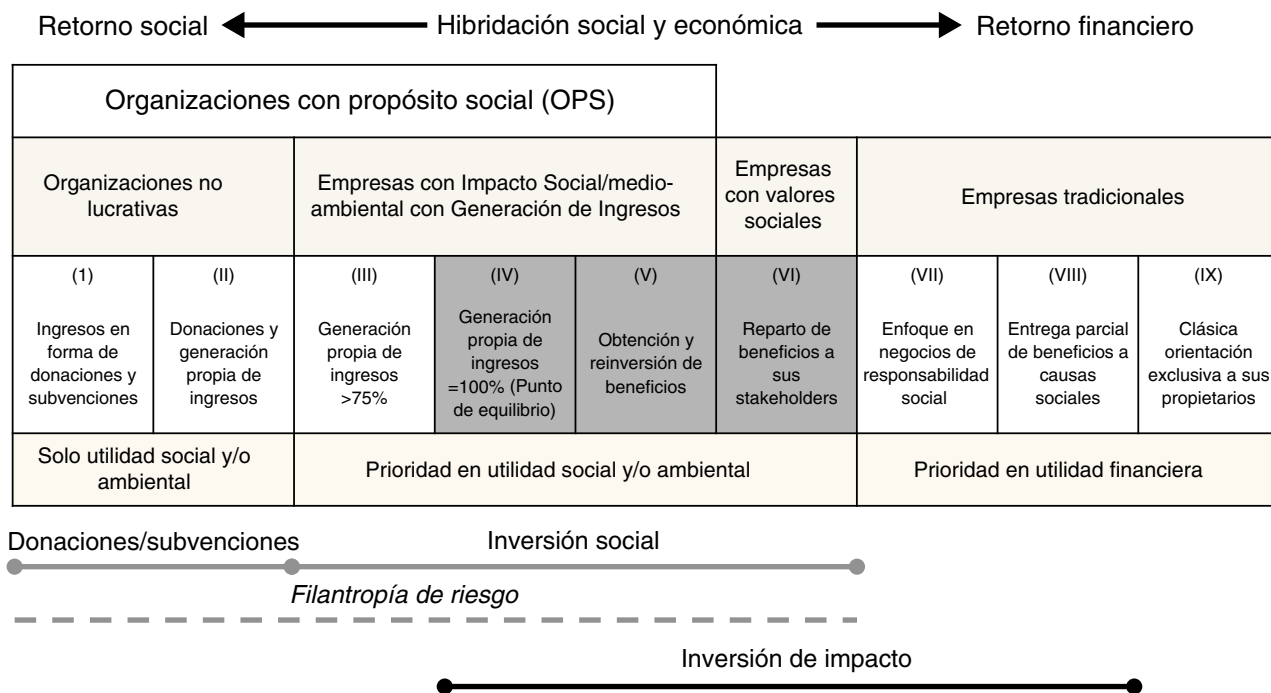 Retorno social
Hibridación social y económica
Retorno financiero
Organizaciones con propósito social (OPS)
Organizaciones no
lucrativas
Empresas con Impacto Social/medio-
ambiental con Generación de Ingresos
Empresas
con valores
sociales
Empresas tradicionales
(1)
Ingresos en
forma de
donaciones y
subvenciones
(II)
Donaciones y
generación
propia de
ingresos
(III)
Generación
propia de
ingresos
>75%
(IV)
Generación
propia de
ingresos
=100% (Punto
de equilibrio)
(V)
Obtención y
reinversión de
beneficios
(VI)
Reparto de
beneficios a
sus
stakeholders
(VII)
Enfoque en
negocios de
responsabilidad
social
(VIII)
Entrega parcial
de beneficios a
causas
sociales
(IX)
Clásica
orientación
exclusiva a sus
propietarios
Solo utilidad social y/o
ambiental
Prioridad en utilidad social y/o ambiental
Prioridad en utilidad financiera
Donaciones/subvenciones
Inversión social
Filantropía de riesgo
Inversión de impacto